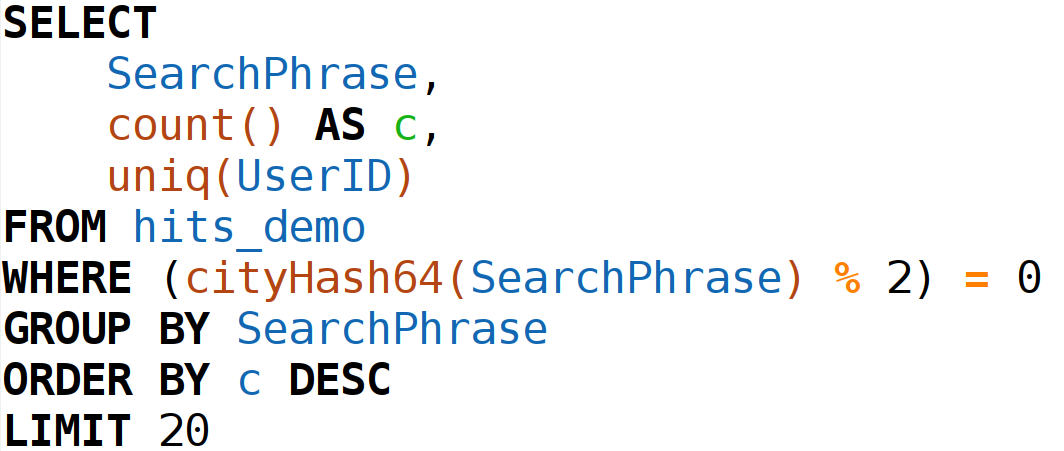 SELECT
    SearchPhrase,
    count() AS c,
    uniq(UserID)
FROM hits_demo
WHERE (cityHash64(SearchPhrase) % 2) = 0
GROUP BY SearchPhrase
ORDER BY c DESC
LIMIT 20